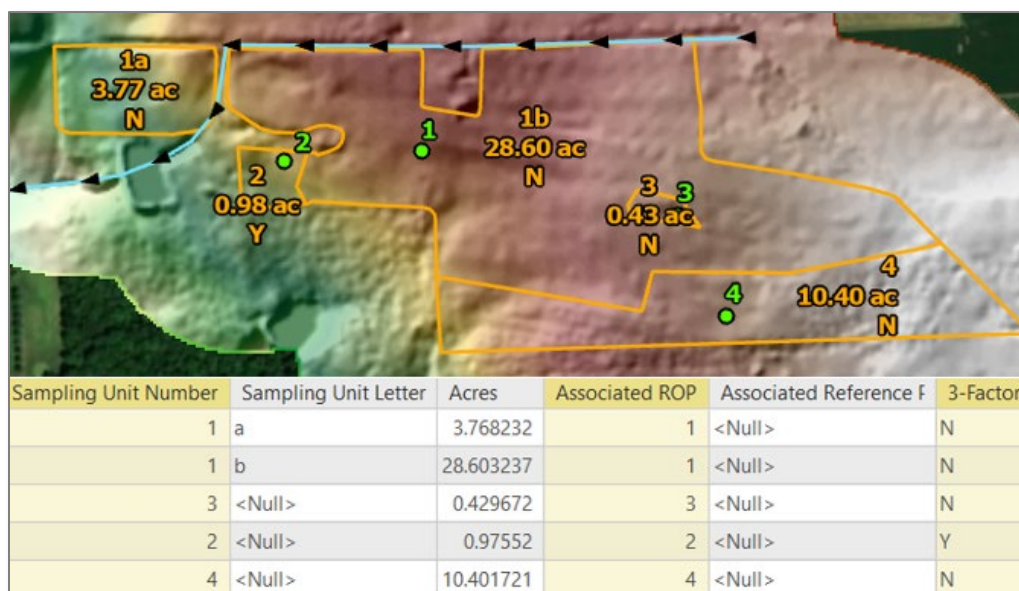 1a
3.77 ac
N
2
1
1b
28.60 ac
N
2
0.98 ac
Y
3
3
0.43 ac
N
4
4
10.40 ac
N
Sampling Unit Number Sampling Unit Letter Acres Associated ROP Associated Reference F 3-Factor
1 a 3.768232 1 <Null> N
1 b 28.603237 1 <Null> N
3 <Null> 0.429672 3 <Null> N
2 <Null> 0.97552 2 <Null> Y
4 <Null> 10.401721 4 <Null> N